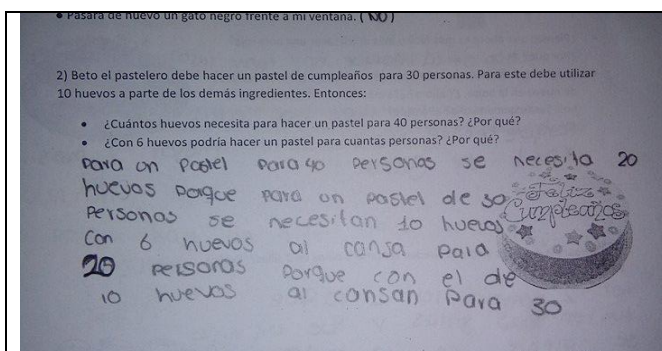 • Pasará de nuevo un gato negro frente a mi ventana. ( NO )
2) Beto el pastelero debe hacer un pastel de cumpleaños para 30 personas. Para este debe utilizar
10 huevos a parte de los demás ingredientes. Entonces:
• ¿Cuántos huevos necesita para hacer un pastel para 40 personas? ¿Por qué?
• ¿Con 6 huevos podría hacer un pastel para cuantas personas? ¿Por qué?
para un pastel para 40 personas se necesita 20
huevos porque para un pastel de 30
personas se necesitan 10 huevos
Con 6 huevos al cansa para
20 personas porque con el de
10 huevos al cansan para 30
Feliz
Cumpleaños